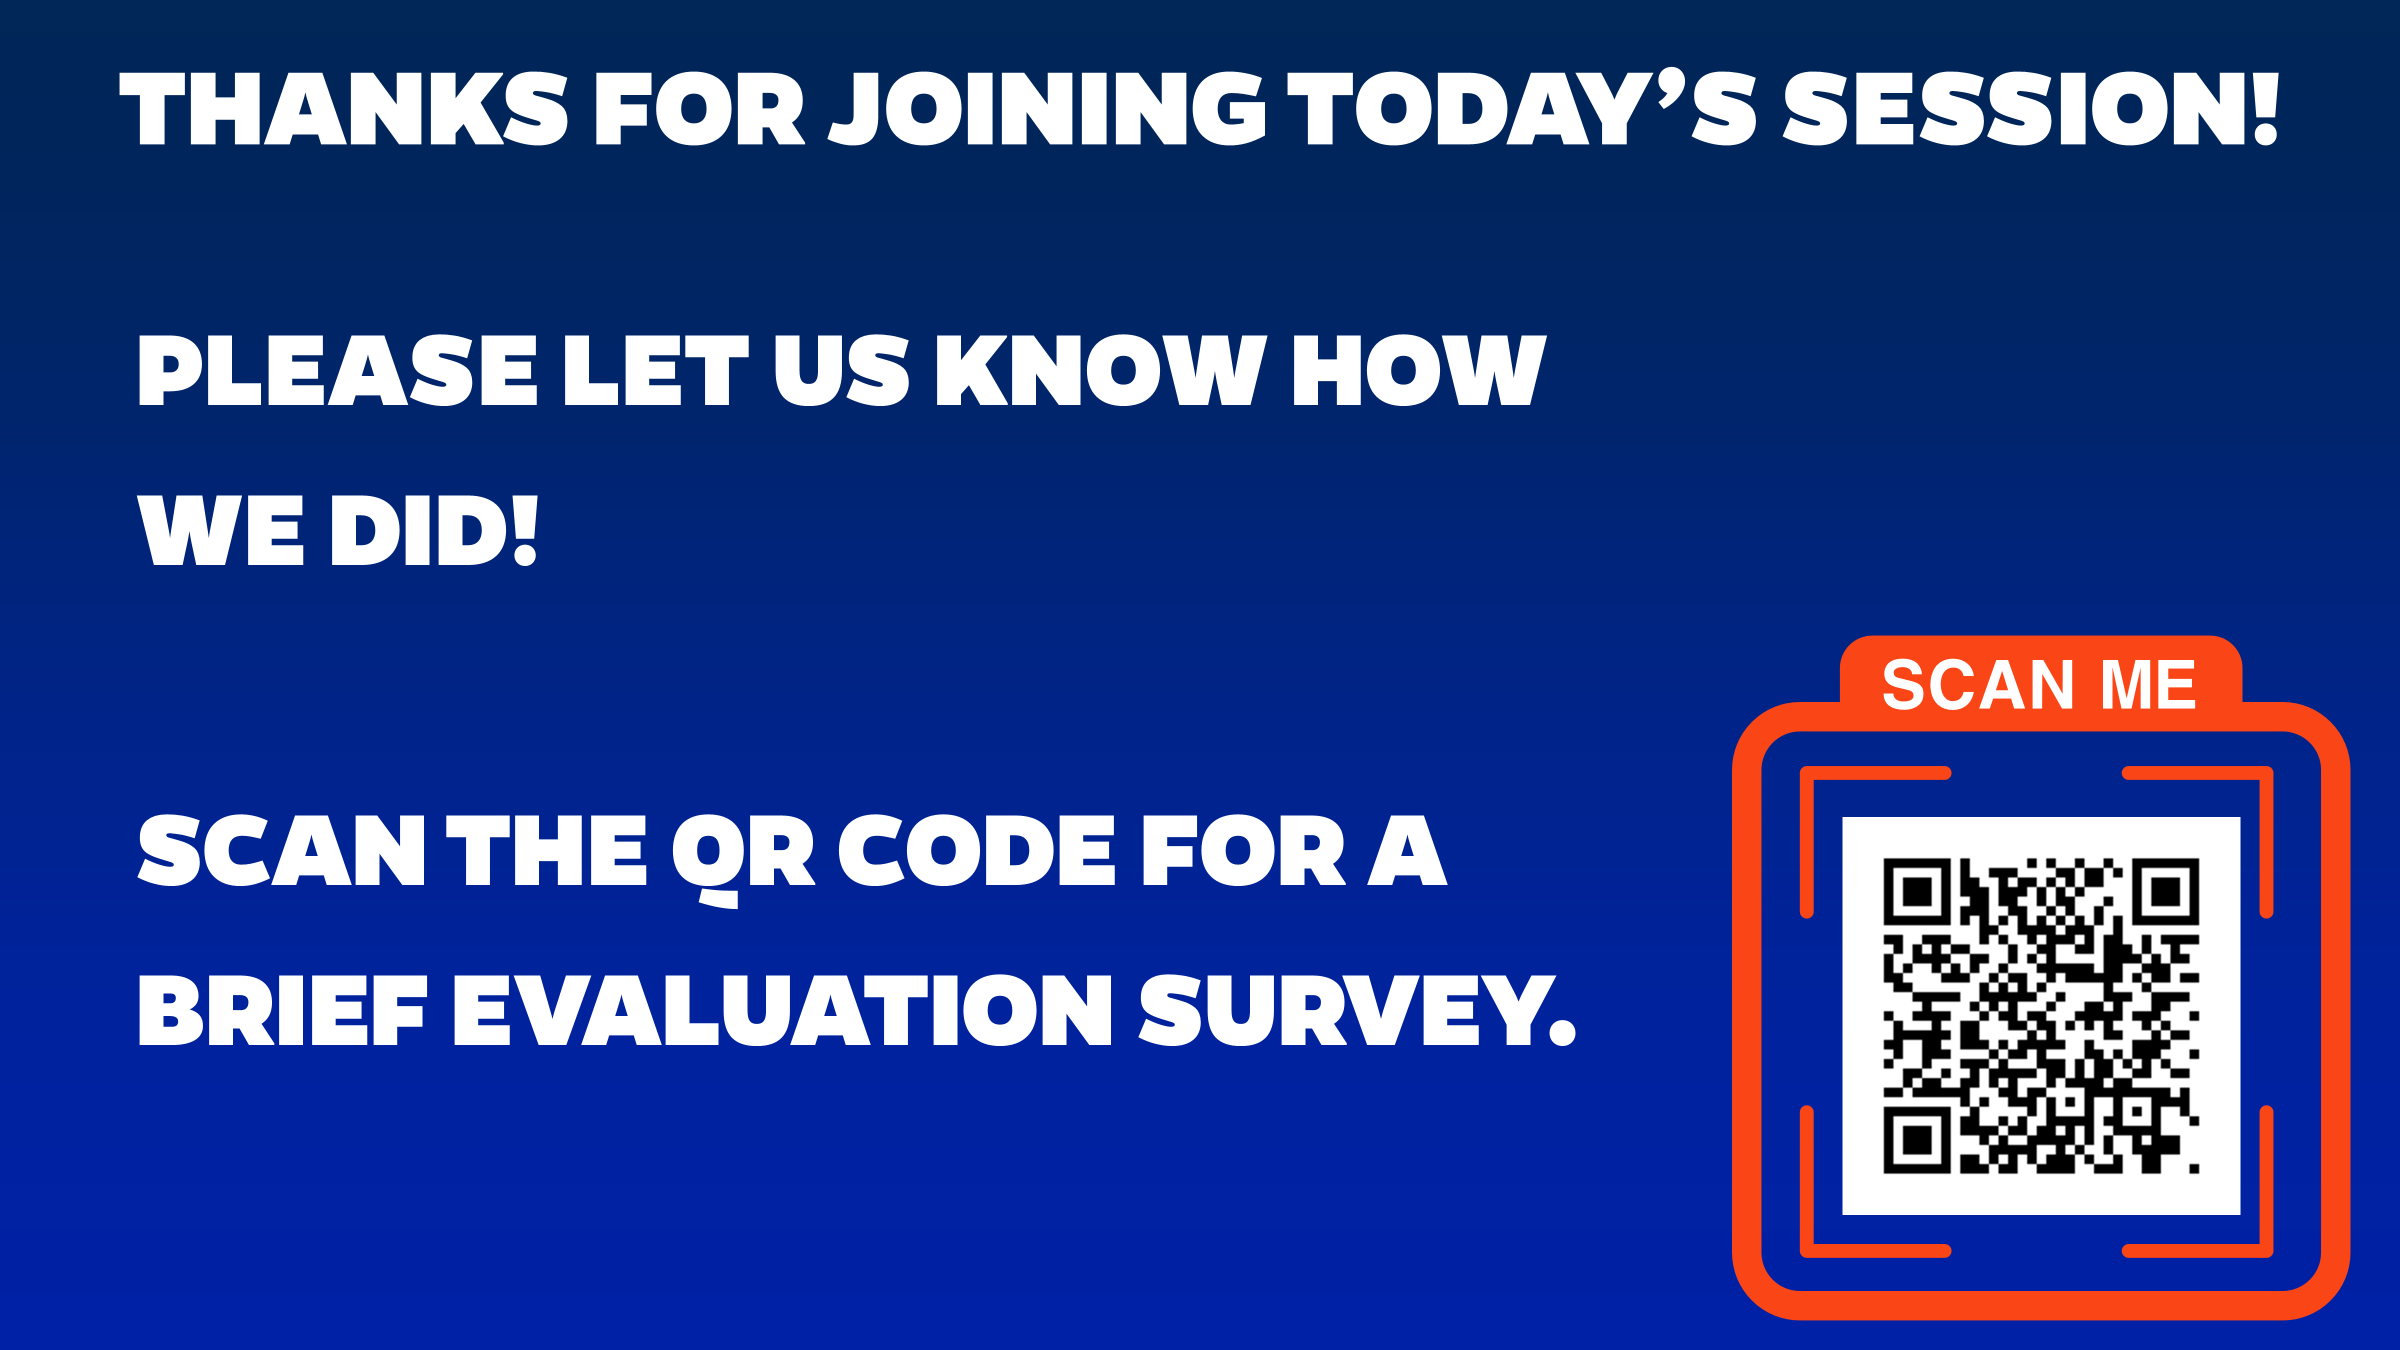 THANKS FOR JOINING TODAY’S SESSION!
PLEASE LET US KNOW HOW
WE DID!
SCAN THE QR CODE FOR A
BRIEF EVALUATION SURVEY.
SCAN ME